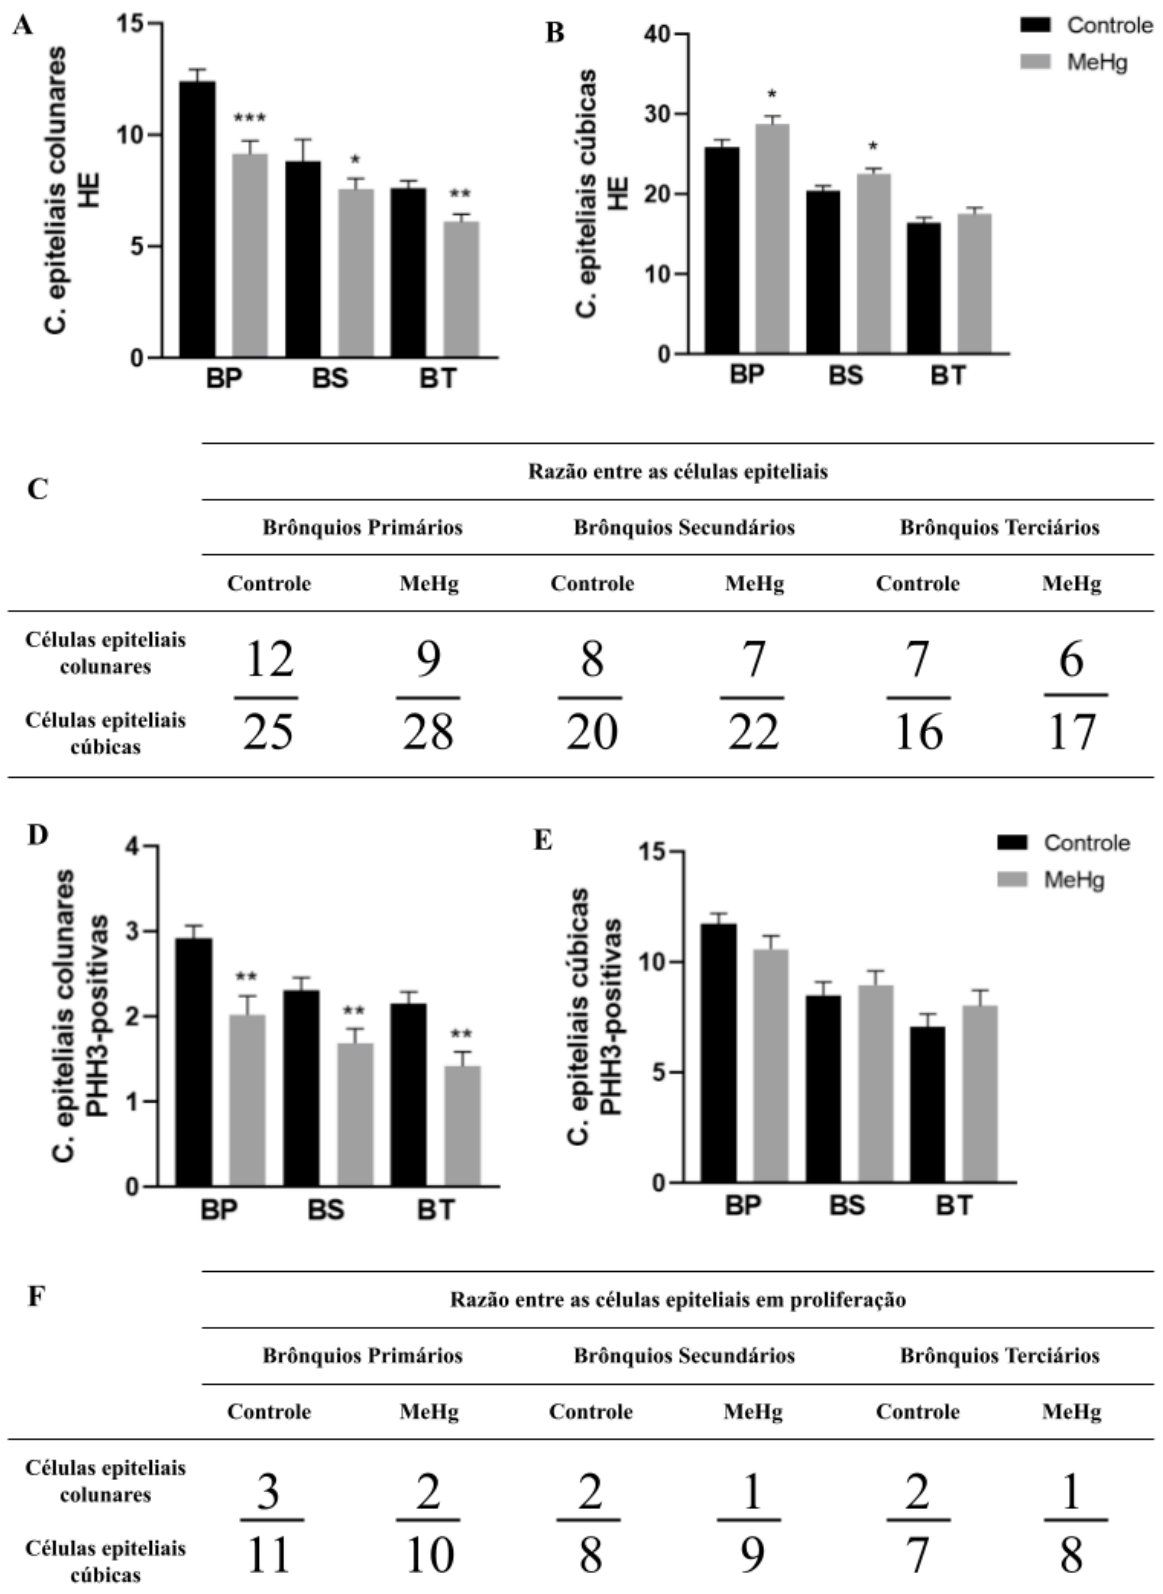 A
C. epiteliais colunares
HE
15
10
5
0
***
*
**
BP BS BT
B
C. epiteliais cúbicas
HE
40
30
20
10
0
*
*
BP BS BT
Controle
MeHg
C
Razão entre as células epiteliais
Brônquios Primários Brônquios Secundários Brônquios Terciários
Controle MeHg Controle MeHg Controle MeHg
Células epiteliais
colunares
12 9 8 7 7 6
Células epiteliais
cúbicas
25 28 20 22 16 17
D
C. epiteliais colunares
PHH3-positivas
4
3
2
1
0
**
**
**
BP BS BT
E
C. epiteliais cúbicas
PHH3-positivas
15
10
5
0
BP BS BT
Controle
MeHg
F
Razão entre as células epiteliais em proliferação
Brônquios Primários Brônquios Secundários Brônquios Terciários
Controle MeHg Controle MeHg Controle MeHg
Células epiteliais
colunares
3 2 2 1 2 1
Células epiteliais
cúbicas
11 10 8 9 7 8